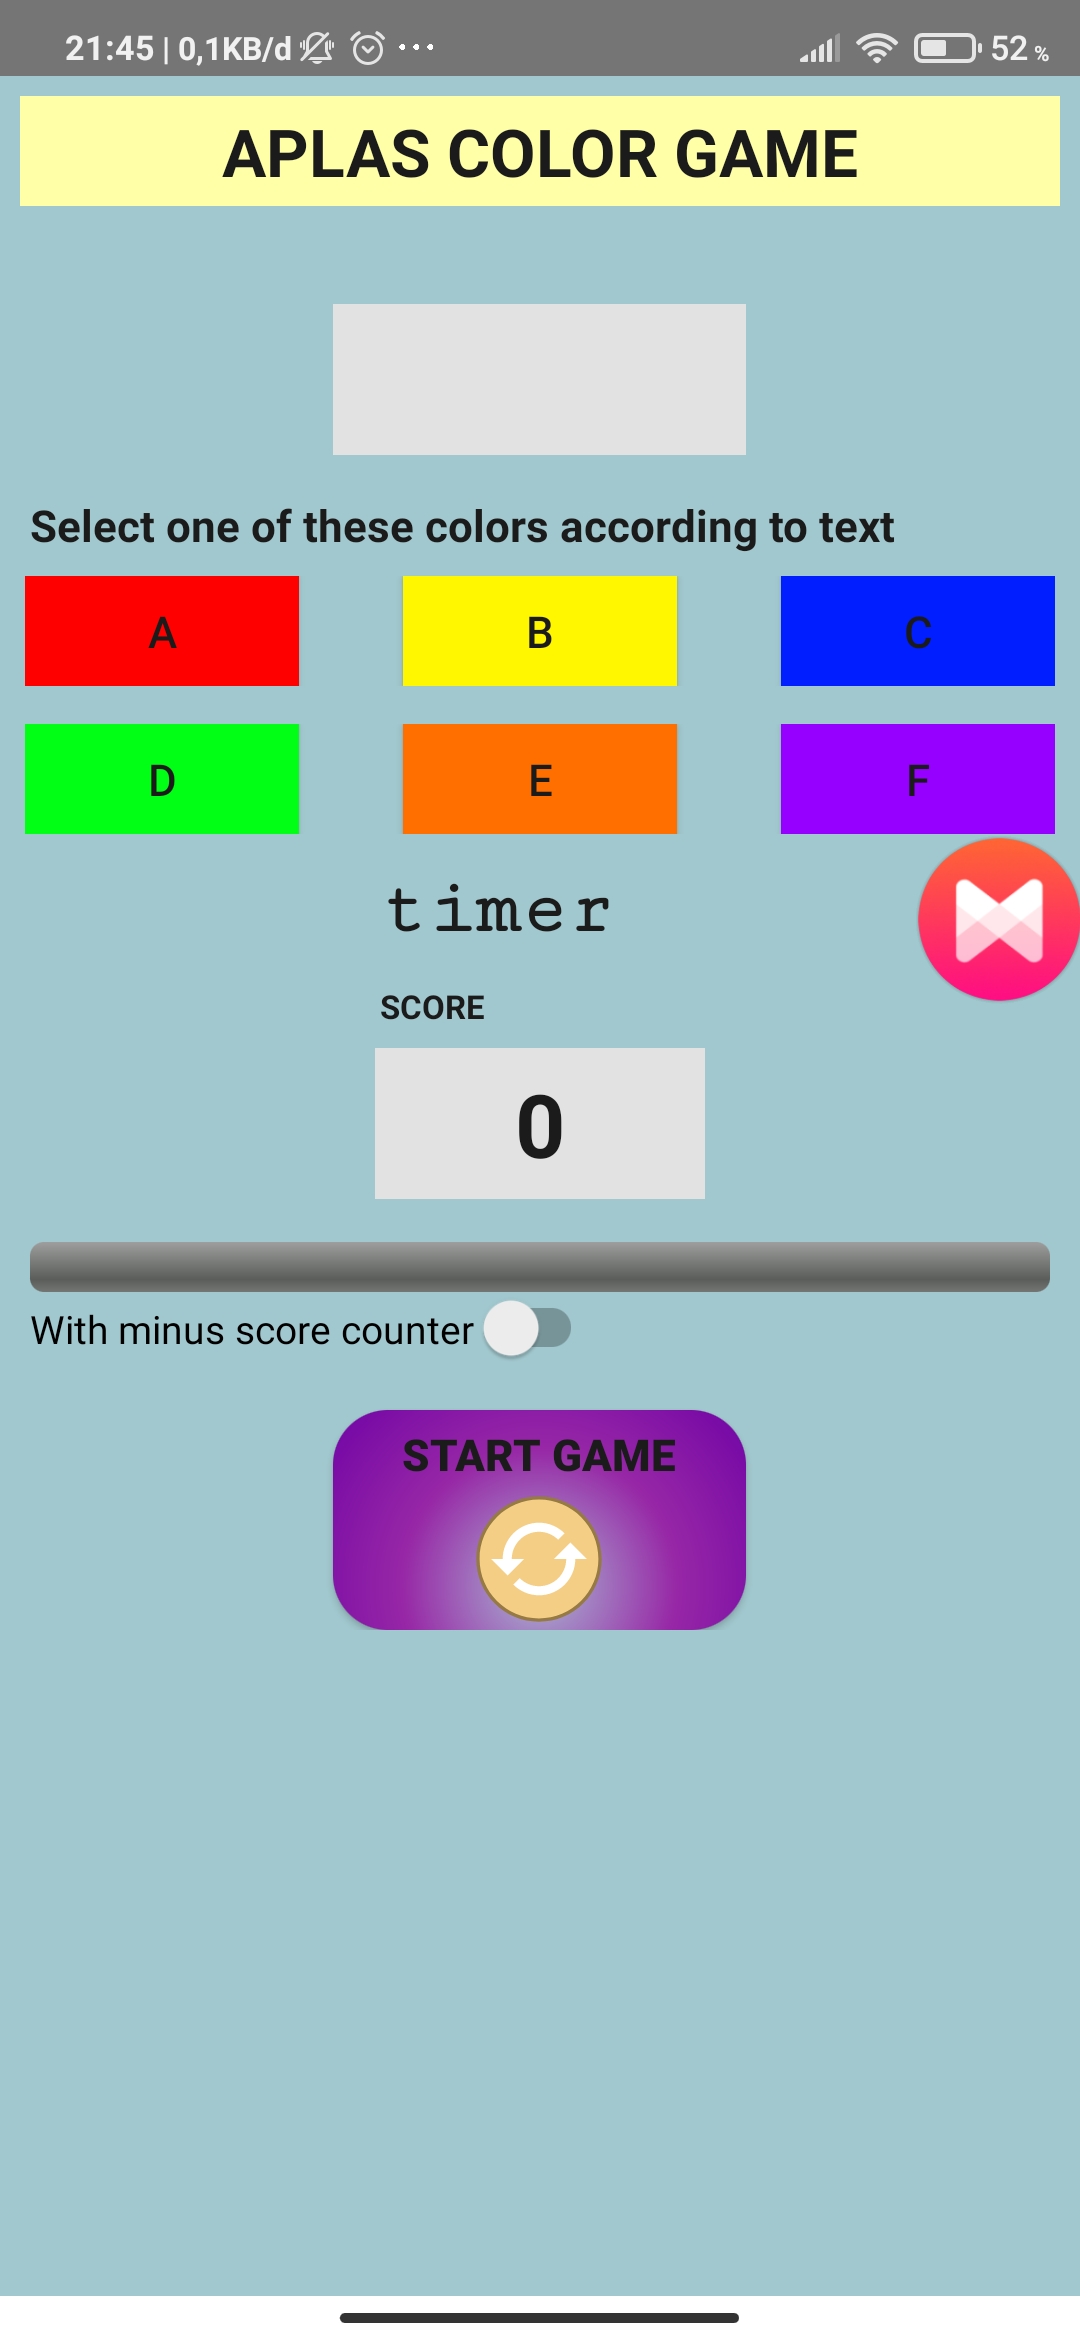 21:45 | 0,1KB/d 52 %
APLAS COLOR GAME
Select one of these colors according to text
A B C
D E F
timer
SCORE
0
With minus score counter
START GAME